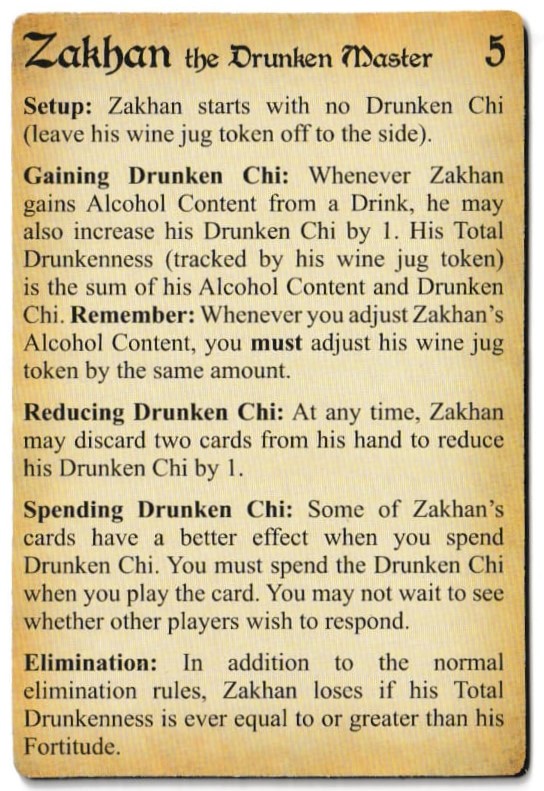 Zakhan the Drunken Master 5
Setup: Zakhan starts with no Drunken Chi
(leave his wine jug token off to the side).
Gaining Drunken Chi: Whenever Zakhan
gains Alcohol Content from a Drink, he may
also increase his Drunken Chi by 1. His Total
Drunkenness (tracked by his wine jug token)
is the sum of his Alcohol Content and Drunken
Chi. Remember: Whenever you adjust Zakhan's
Alcohol Content, you must adjust his wine jug
token by the same amount.
Reducing Drunken Chi: At any time, Zakhan
may discard two cards from his hand to reduce
his Drunken Chi by 1.
Spending Drunken Chi: Some of Zakhan's
cards have a better effect when you spend
Drunken Chi. You must spend the Drunken Chi
when you play the card. You may not wait to see
whether other players wish to respond.
Elimination: In addition to the normal
elimination rules, Zakhan loses if his Total
Drunkenness is ever equal to or greater than his
Fortitude.